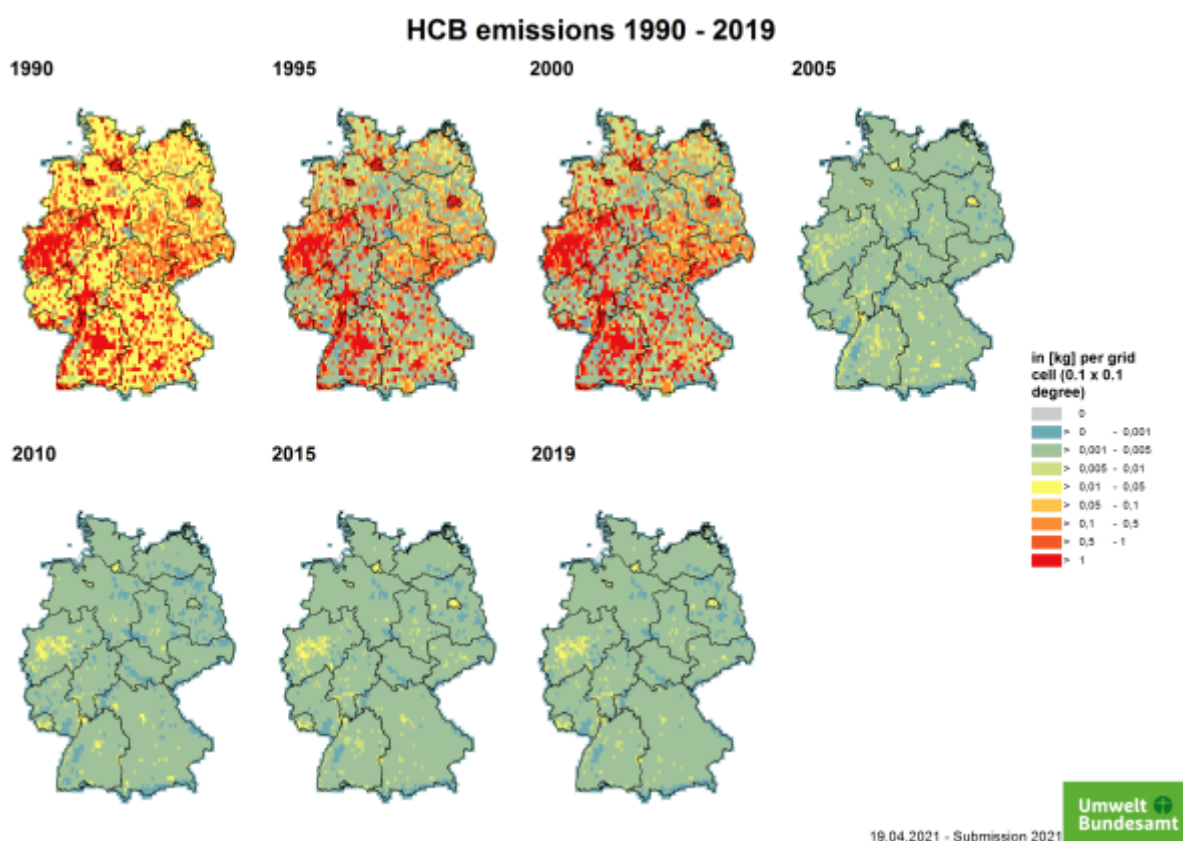 HCB emissions 1990 - 2019
1990
1995
2000
2005
in [kg] per grid
cell (0.1 x 0.1
degree)
0
> 0 - 0,001
> 0,001 - 0,005
> 0,005 - 0,01
> 0,01 - 0,05
> 0,05 - 0,1
> 0,1 - 0,5
> 0,5 - 1
> 1
2010
2015
2019
Umwelt
Bundesamt
19.04.2021 - Submission 2021